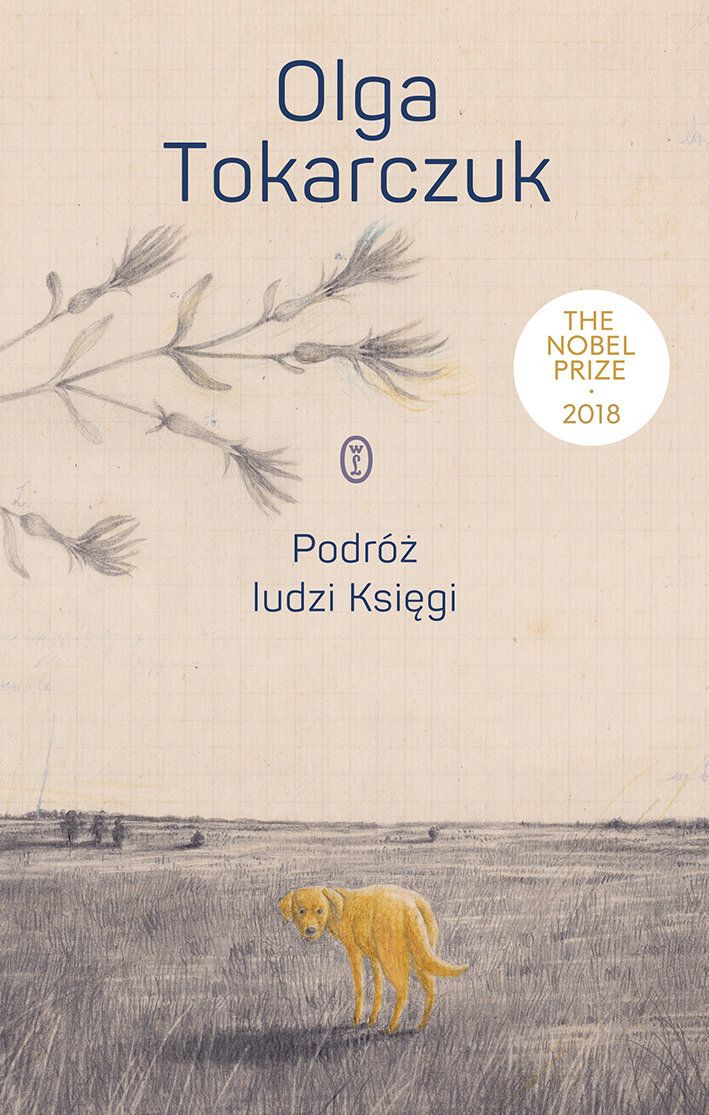 Olga
Tokarczuk
THE
NOBEL
PRIZE
2018
W
Ł
Podróż
ludzi Księgi
a.
c.